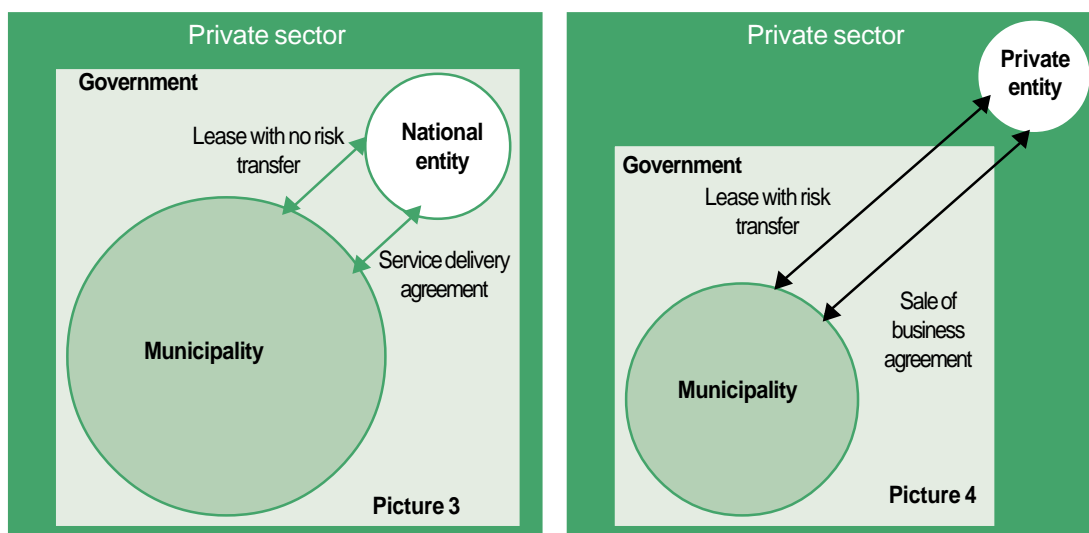 Private sector
Government
National
entity
Lease with no risk
transfer
Service delivery
agreement
Municipality
Picture 3
Private sector
Private
entity
Government
Lease with risk
transfer
Sale of
business
agreement
Municipality
Picture 4